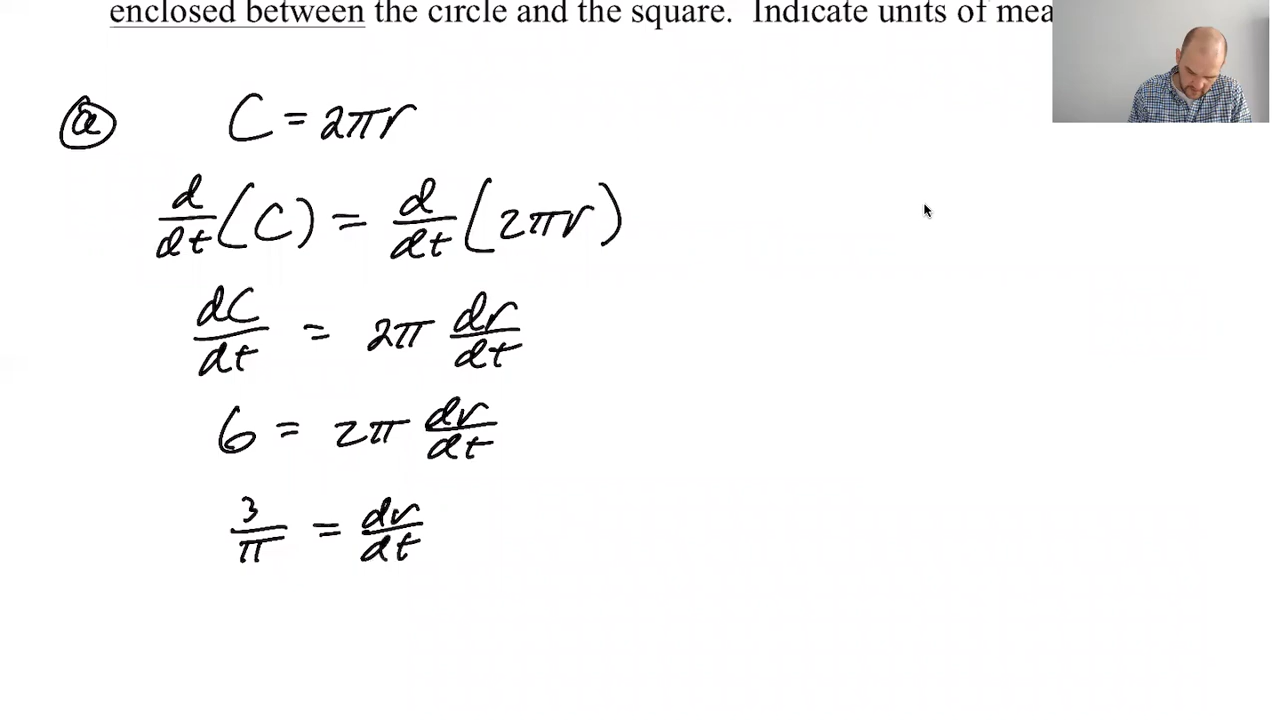 enclosed between the circle and the square. Indicate units of mea
(a) C = 2πr
d/dt (C) = d/dt (2πr)
dC/dt = 2π dr/dt
6 = 2π dr/dt
3/π = dr/dt